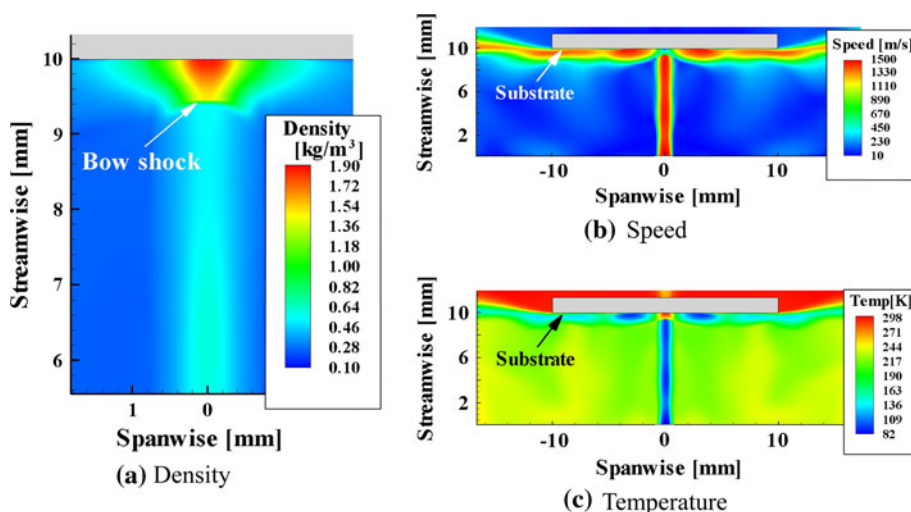 10
9
8
7
6
Streamwise [mm]
1
0
Spanwise [mm]
Bow shock
Density
[kg/m³]
1.90
1.72
1.54
1.36
1.18
1.00
0.82
0.64
0.46
0.28
0.10
(a) Density
10
6
2
Streamwise [mm]
-10
0
10
Spanwise [mm]
Substrate
Speed [m/s]
1500
1330
1110
890
670
450
230
10
(b) Speed
10
6
2
Streamwise [mm]
-10
0
10
Spanwise [mm]
Substrate
Temp[K]
298
271
244
217
190
163
136
109
82
(c) Temperature